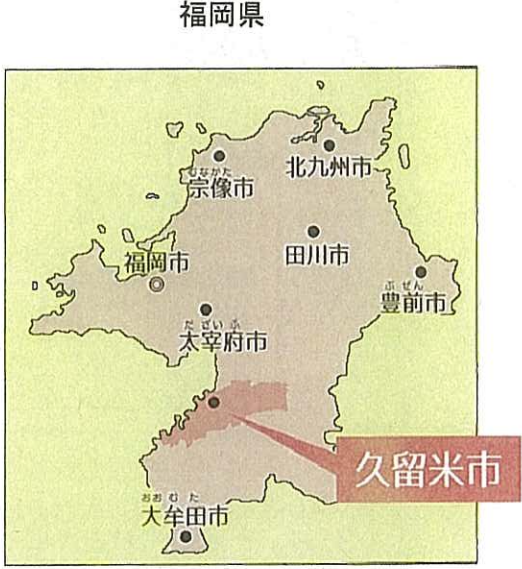 福岡県
北九州市
むなかた
宗像市
田川市
福岡市
ぶぜん
豊前市
だざいふ
太宰府市
久留米市
おおむた
大牟田市